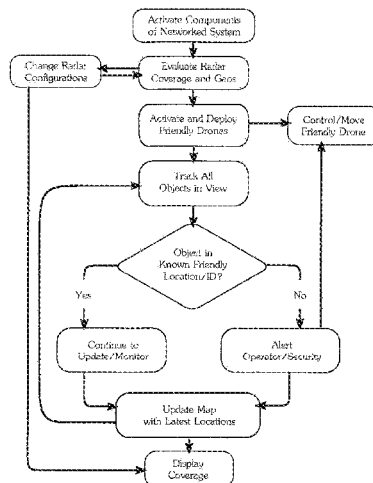 Activate Components
of Networked System
Change Radar
Configurations
Evaluate Radar
Coverage and Geos
Activate and Deploy
Friendly Drones
Control/Move
Friendly Drone
Track All
Objects in View
Object in
Known Friendly
Location/ID?
Yes
No
Continue to
Update/Monitor
Alert
Operator/Security
Update Map
with Latest Locations
Display
Coverage